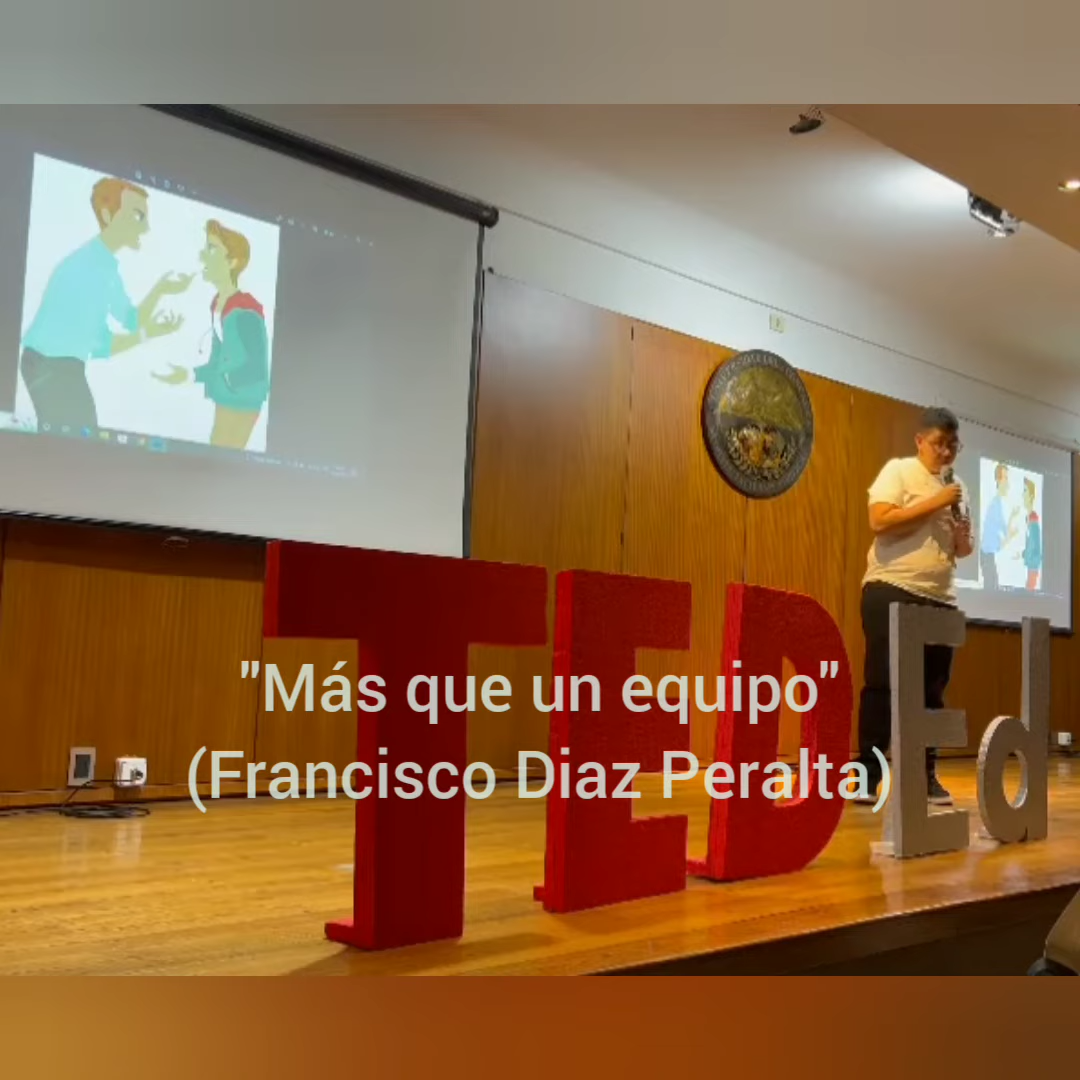 TEDEd
"Más que un equipo"
(Francisco Diaz Peralta)